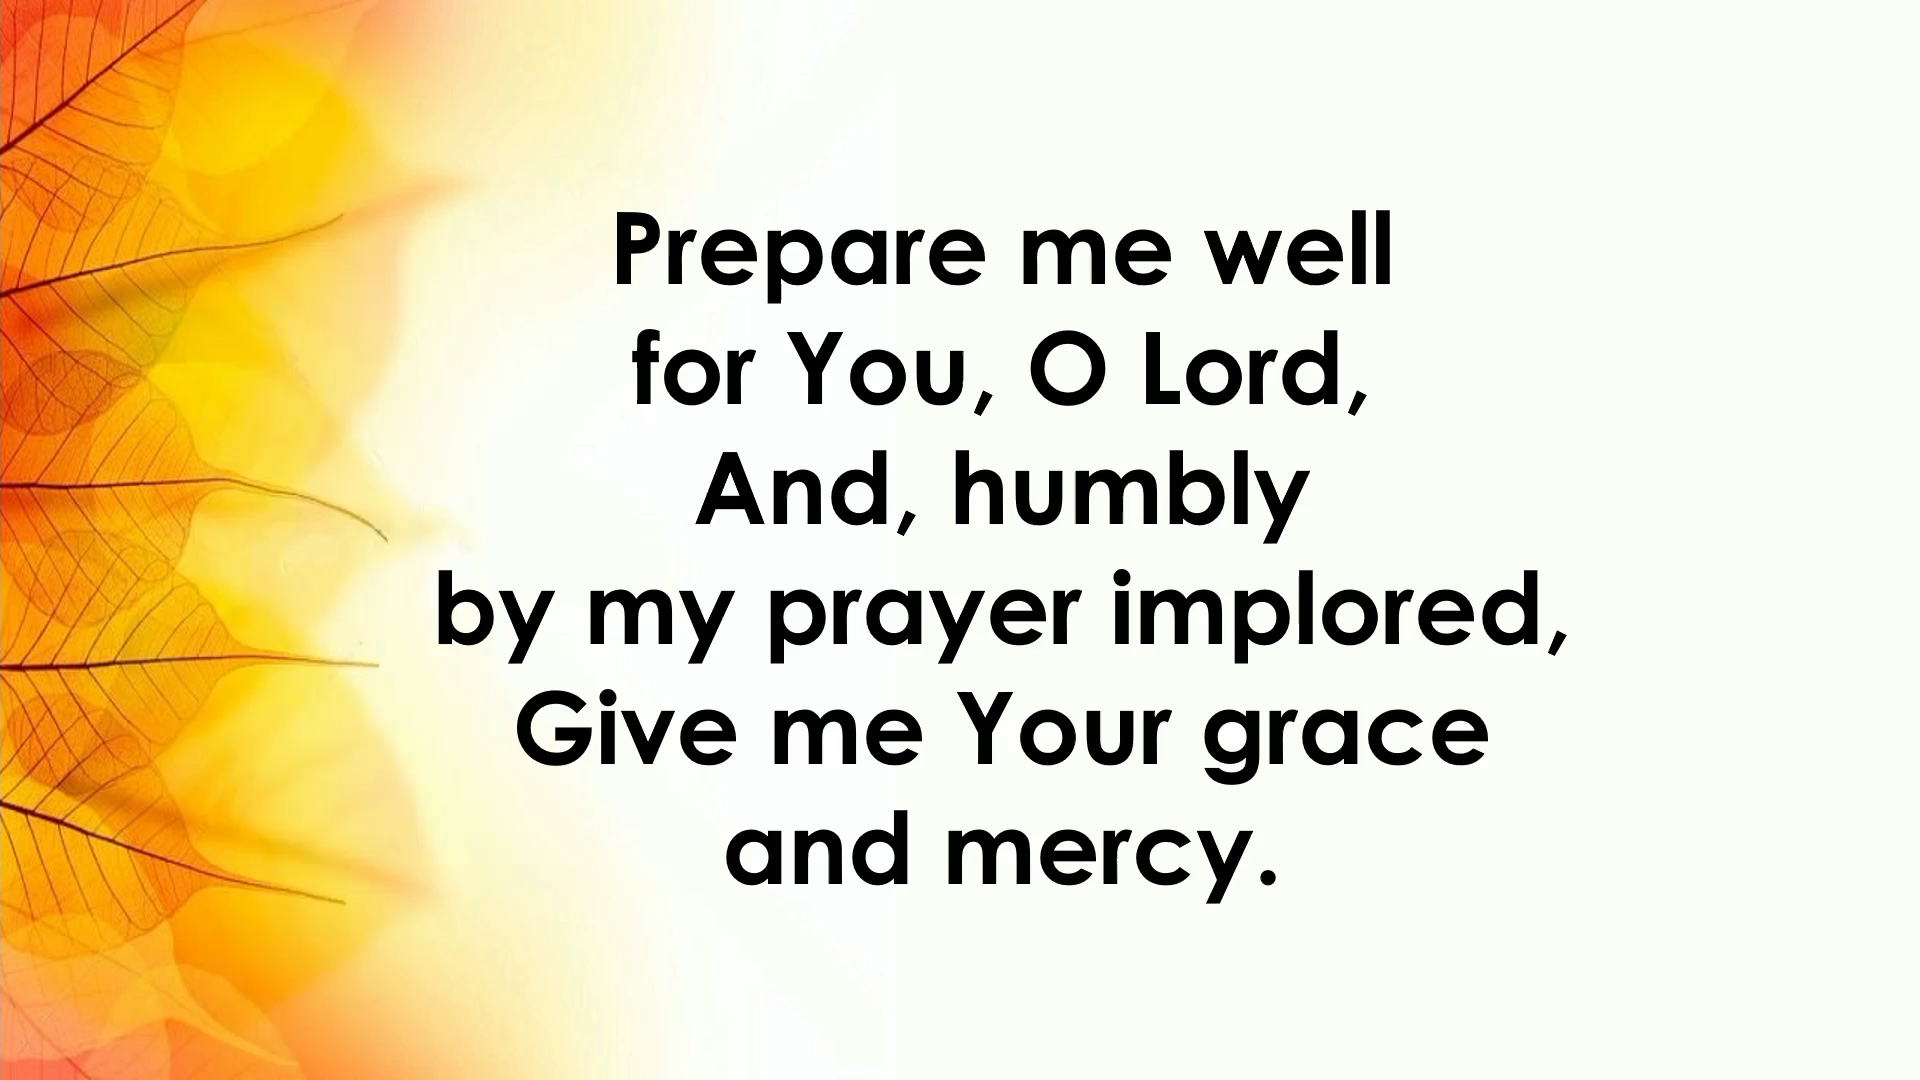 Prepare me well
for You, O Lord,
And, humbly
by my prayer implored,
Give me Your grace
and mercy.